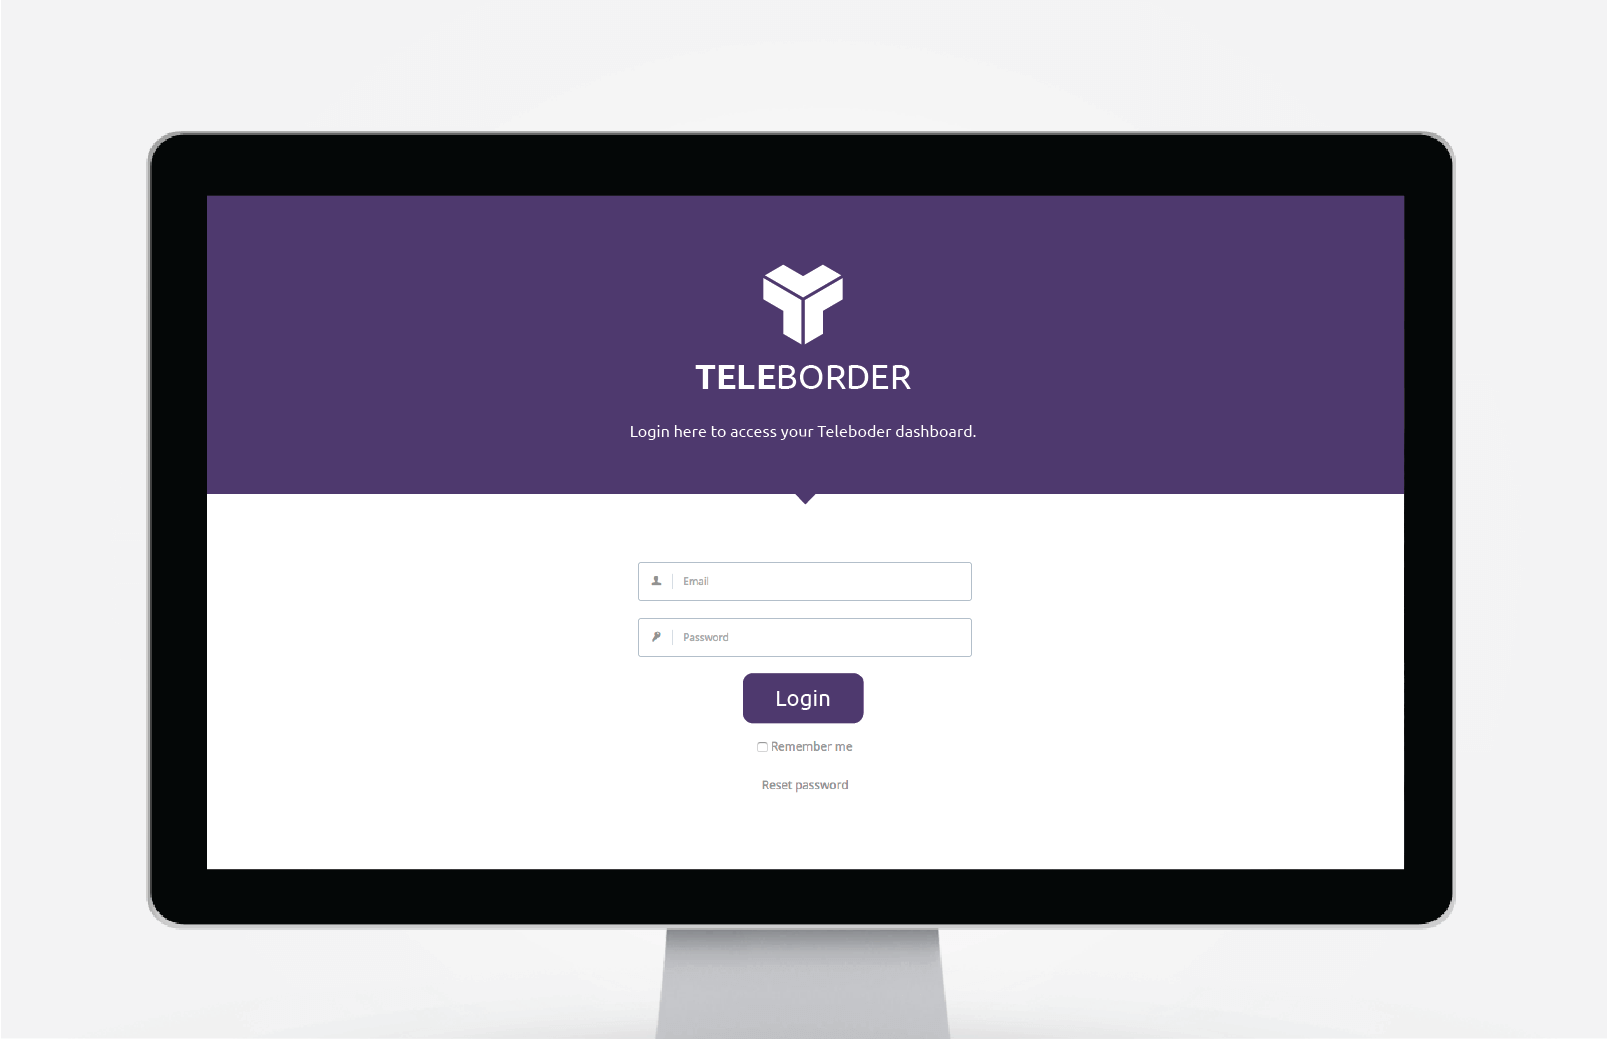 TELEBORDER
Login here to access your Teleboder dashboard.
Email
Password
Login
Remember me
Reset password